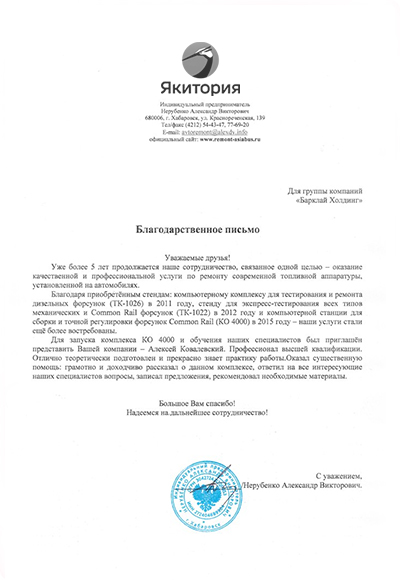 Якитория
Индивидуальный предприниматель
Нерубенко Александр Викторович
680006, г. Хабаровск, ул. Краснореченская, 139
Тел/факс (4212) 54-43-47, 77-69-20
E-mail: avtoremont@alexdv.info
официальный сайт: www.remont-asiabus.ru
Для группы компаний
«Барклай Холдинг»
Благодарственное письмо
Уважаемые друзья!
Уже более 5 лет продолжается наше сотрудничество, связанное одной целью – оказание
качественной и профессиональной услуги по ремонту современной топливной аппаратуры,
установленной на автомобилях.
Благодаря приобретённым стендам: компьютерному комплексу для тестирования и ремонта
дизельных форсунок (ТК-1026) в 2011 году, стенду для экспресс-тестирования всех типов
механических и Common Rail форсунок (ТК-1022) в 2012 году и компьютерной станции для
сборки и точной регулировки форсунок Common Rail (КО 4000) в 2015 году – наши услуги стали
ещё более востребованы.
Для запуска комплекса КО 4000 и обучения наших специалистов был приглашён
представить Вашей компании – Алексей Ковалевский. Профессионал высшей квалификации.
Отлично теоретически подготовлен и прекрасно знает практику работы.Оказал существенную
помощь: грамотно и доходчиво рассказал о данном комплексе, ответил на все интересующие
наших специалистов вопросы, записал предложения, рекомендовал необходимые материалы.
Большое Вам спасибо!
Надеемся на дальнейшее сотрудничество!
С уважением,
/Нерубенко Александр Викторович.